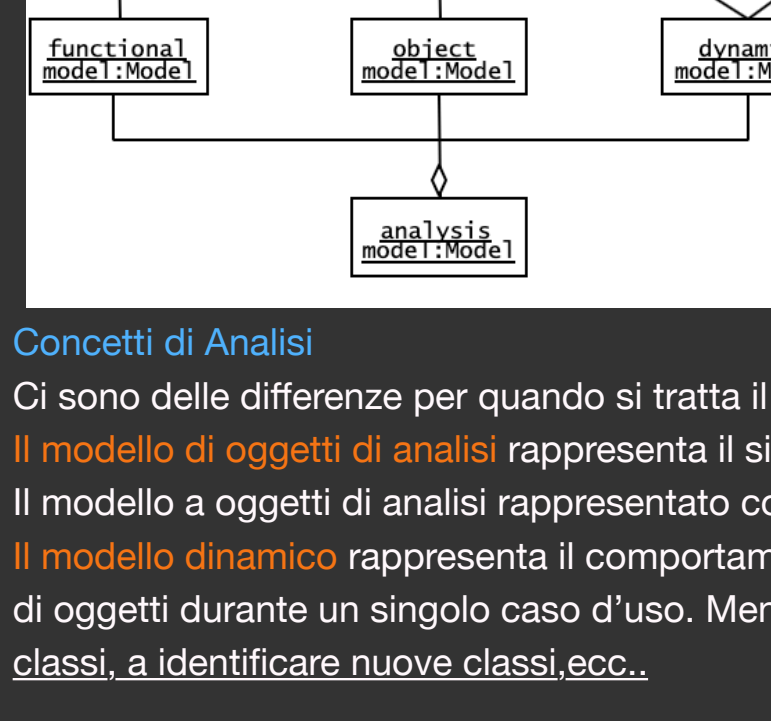 functional object dynam
model:Model model:Model model:M
analysis
model:Model
Concetti di Analisi
Ci sono delle differenze per quando si tratta il
Il modello di oggetti di analisi rappresenta il si
Il modello a oggetti di analisi rappresentato co
Il modello dinamico rappresenta il comportam
di oggetti durante un singolo caso d'uso. Men
classi, a identificare nuove classi,ecc..